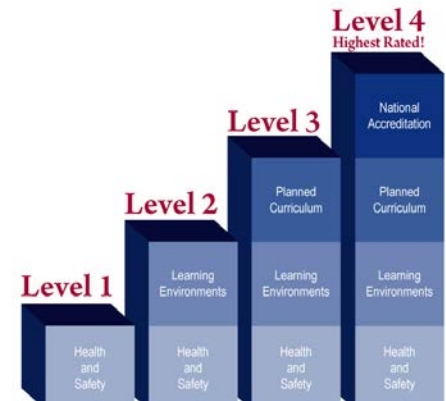 Level 4
Highest Rated!
National
Accreditation
Level 3
Planned
Curriculum
Planned
Curriculum
Level 2
Learning
Environments
Learning
Environments
Learning
Environments
Level 1
Health
and
Safety
Health
and
Safety
Health
and
Safety
Health
and
Safety